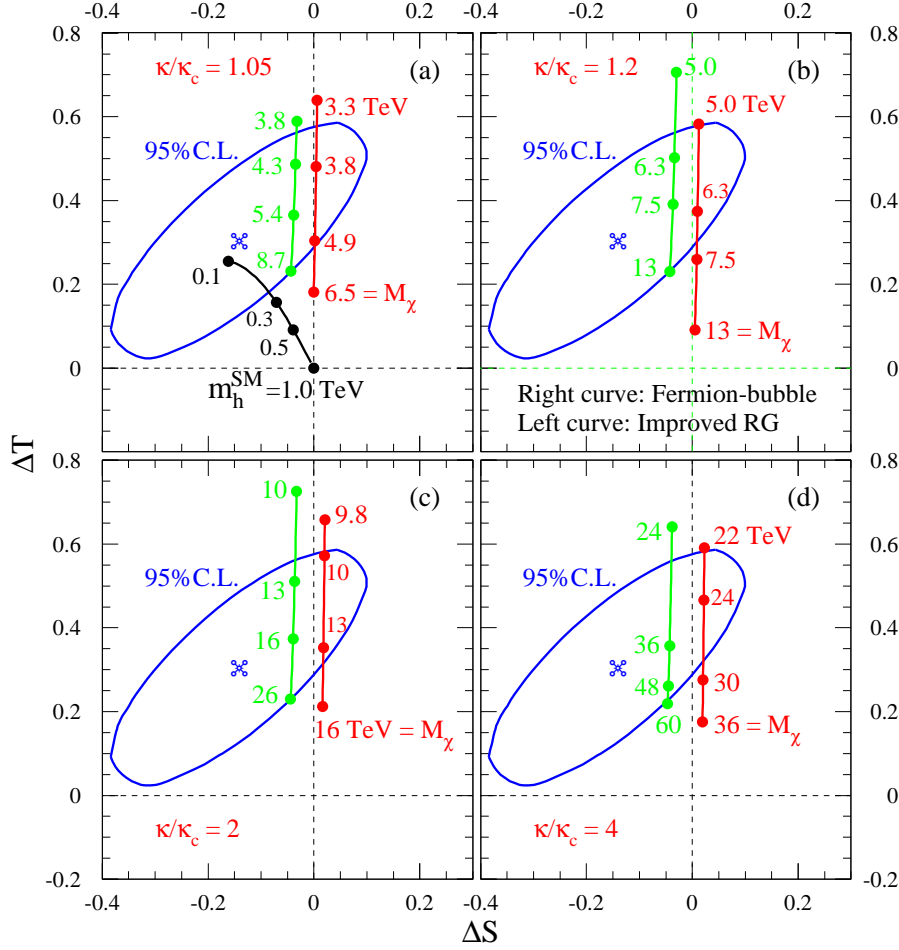 -0.4 -0.2 0 0.2 -0.4 -0.2 0 0.2
0.8 0.8
κ/κc = 1.05 (a) κ/κc = 1.2 (b)
5.0
3.3 TeV 5.0 TeV
0.6 3.8 0.6
95%C.L. 95%C.L.
4.3 3.8 6.3
0.4 5.4 7.5 6.3 0.4
4.9
8.7 13 7.5
0.2 0.1 6.5 = Mχ 0.2
0.3
0.5 13 = Mχ
0 0
mhSM =1.0 TeV Right curve: Fermion-bubble
Left curve: Improved RG
ΔT
0.8 0.8
10 (c) (d)
9.8 24 22 TeV
0.6 0.6
95%C.L. 10 95%C.L.
13 24
0.4 0.4
16 13 36
30
48
0.2 26 16 TeV = Mχ 60 36 = Mχ 0.2
0 0
κ/κc = 2 κ/κc = 4
-0.2 -0.2
-0.4 -0.2 0 0.2 -0.4 -0.2 0 0.2
ΔS